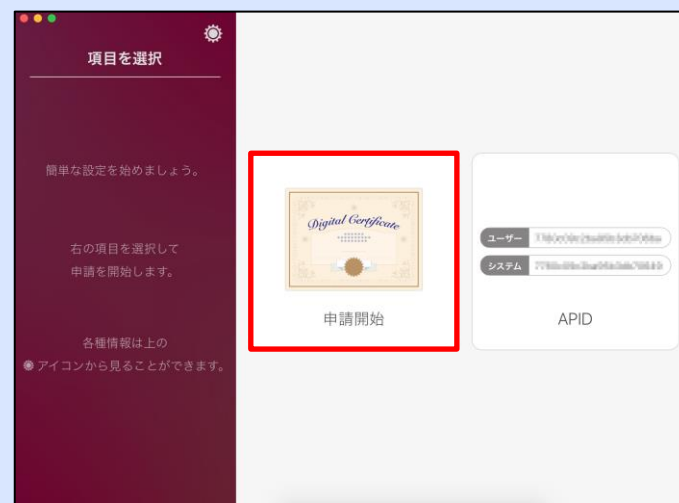 項目を選択
簡単な設定を始めましょう。
右の項目を選択して
申請を開始します。
各種情報は上の
アイコンから見ることができます。
Digital Certificate
申請開始
ユーザー
システム
APID